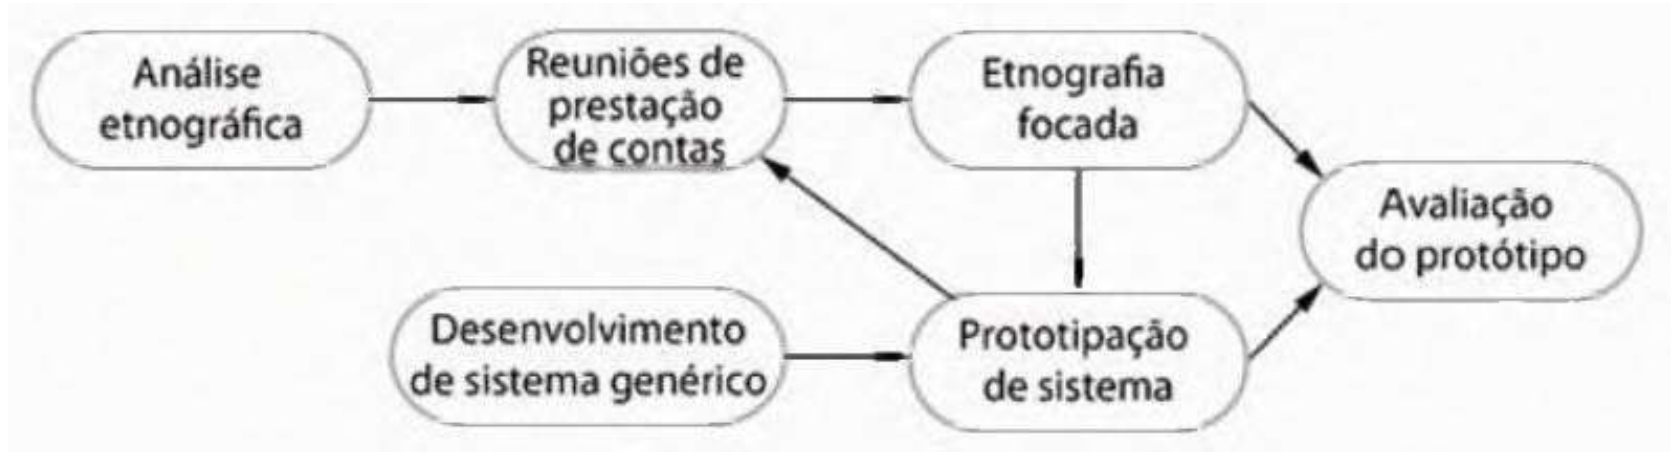 Análise
etnográfica
Reuniões de
prestação
de contas
Etnografia
focada
Avaliação
do protótipo
Desenvolvimento
de sistema genérico
Prototipação
de sistema